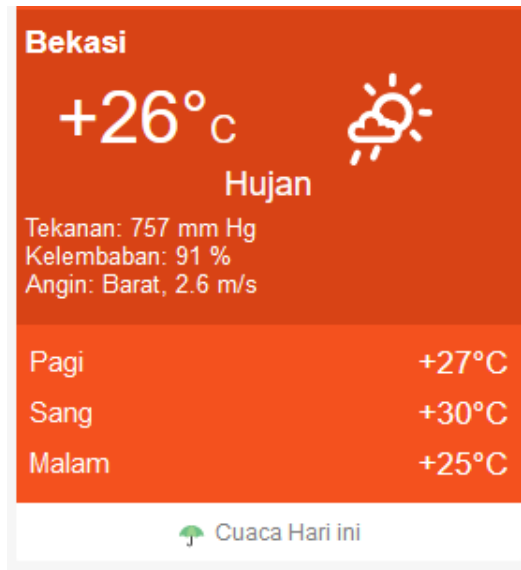 Bekasi
+26°C
Hujan
Tekanan: 757 mm Hg
Kelembaban: 91 %
Angin: Barat, 2.6 m/s
Pagi +27°C
Sang +30°C
Malam +25°C
Cuaca Hari ini